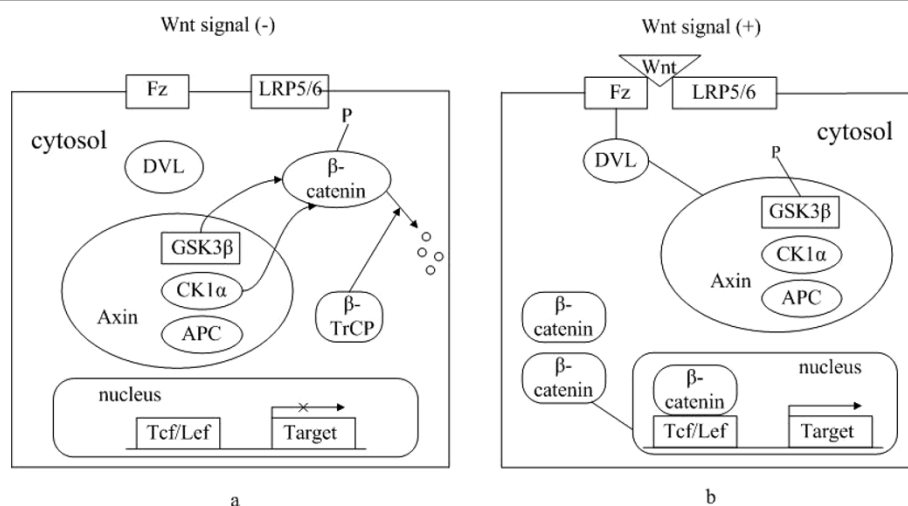 Wnt signal (-)
Fz
LRP5/6
cytosol
P
DVL
β-
catenin
GSK3β
CK1α
Axin
APC
β-
TrCP
nucleus
Tcf/Lef
Target
a
Wnt signal (+)
Wnt
Fz
LRP5/6
cytosol
DVL
P
GSK3β
CK1α
Axin
APC
β-
catenin
β-
catenin
nucleus
β-
catenin
Tcf/Lef
Target
b